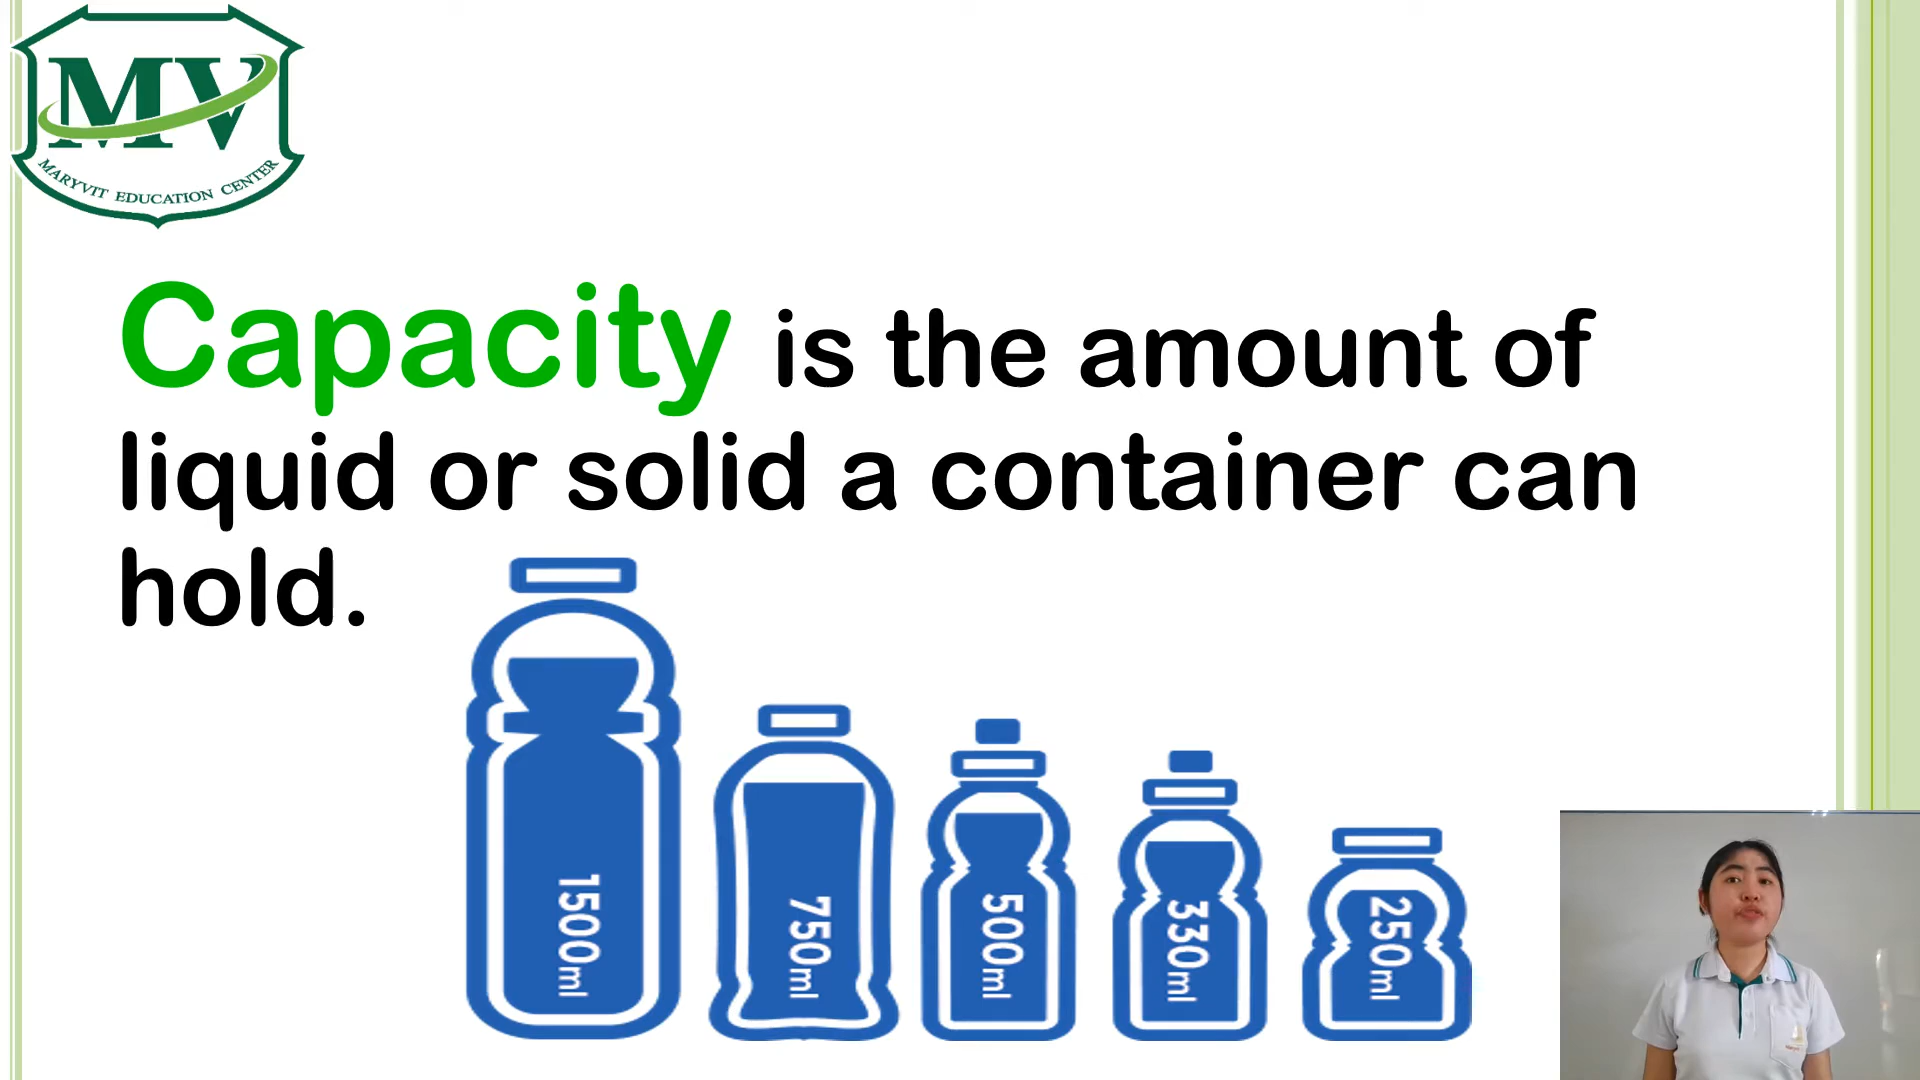 MV
MARYVIT EDUCATION CENTER
Capacity is the amount of
liquid or solid a container can
hold.
1500ml
750ml
500ml
330ml
250ml